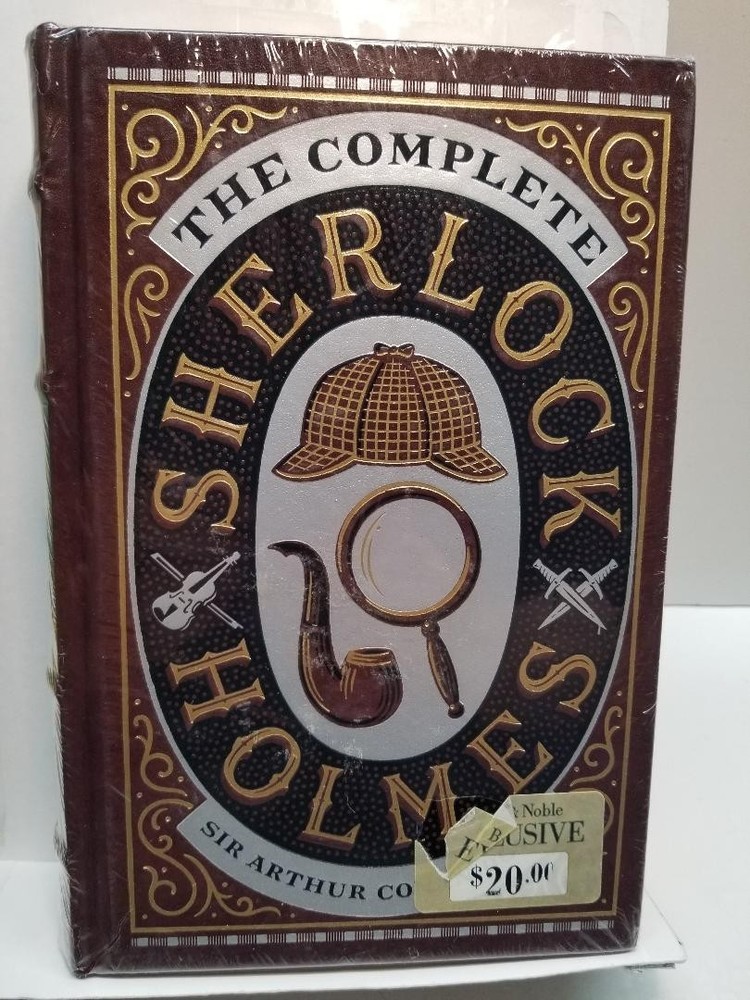 THE COMPLETE
SHERLOCK
HOLMES
SIR ARTHUR CO
& Noble
EXCLUSIVE
$20.00